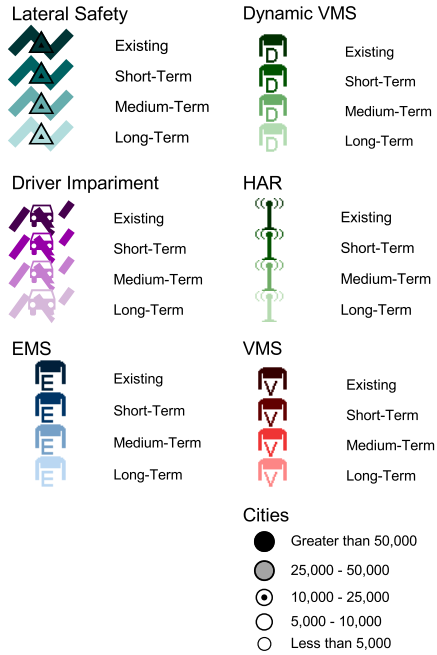 Lateral Safety
Existing
Short-Term
Medium-Term
Long-Term
Dynamic VMS
D Existing
D Short-Term
D Medium-Term
D Long-Term
Driver Impariment
Existing
Short-Term
Medium-Term
Long-Term
HAR
Existing
Short-Term
Medium-Term
Long-Term
EMS
E Existing
E Short-Term
E Medium-Term
E Long-Term
VMS
V Existing
V Short-Term
V Medium-Term
V Long-Term
Cities
Greater than 50,000
25,000 - 50,000
10,000 - 25,000
5,000 - 10,000
Less than 5,000